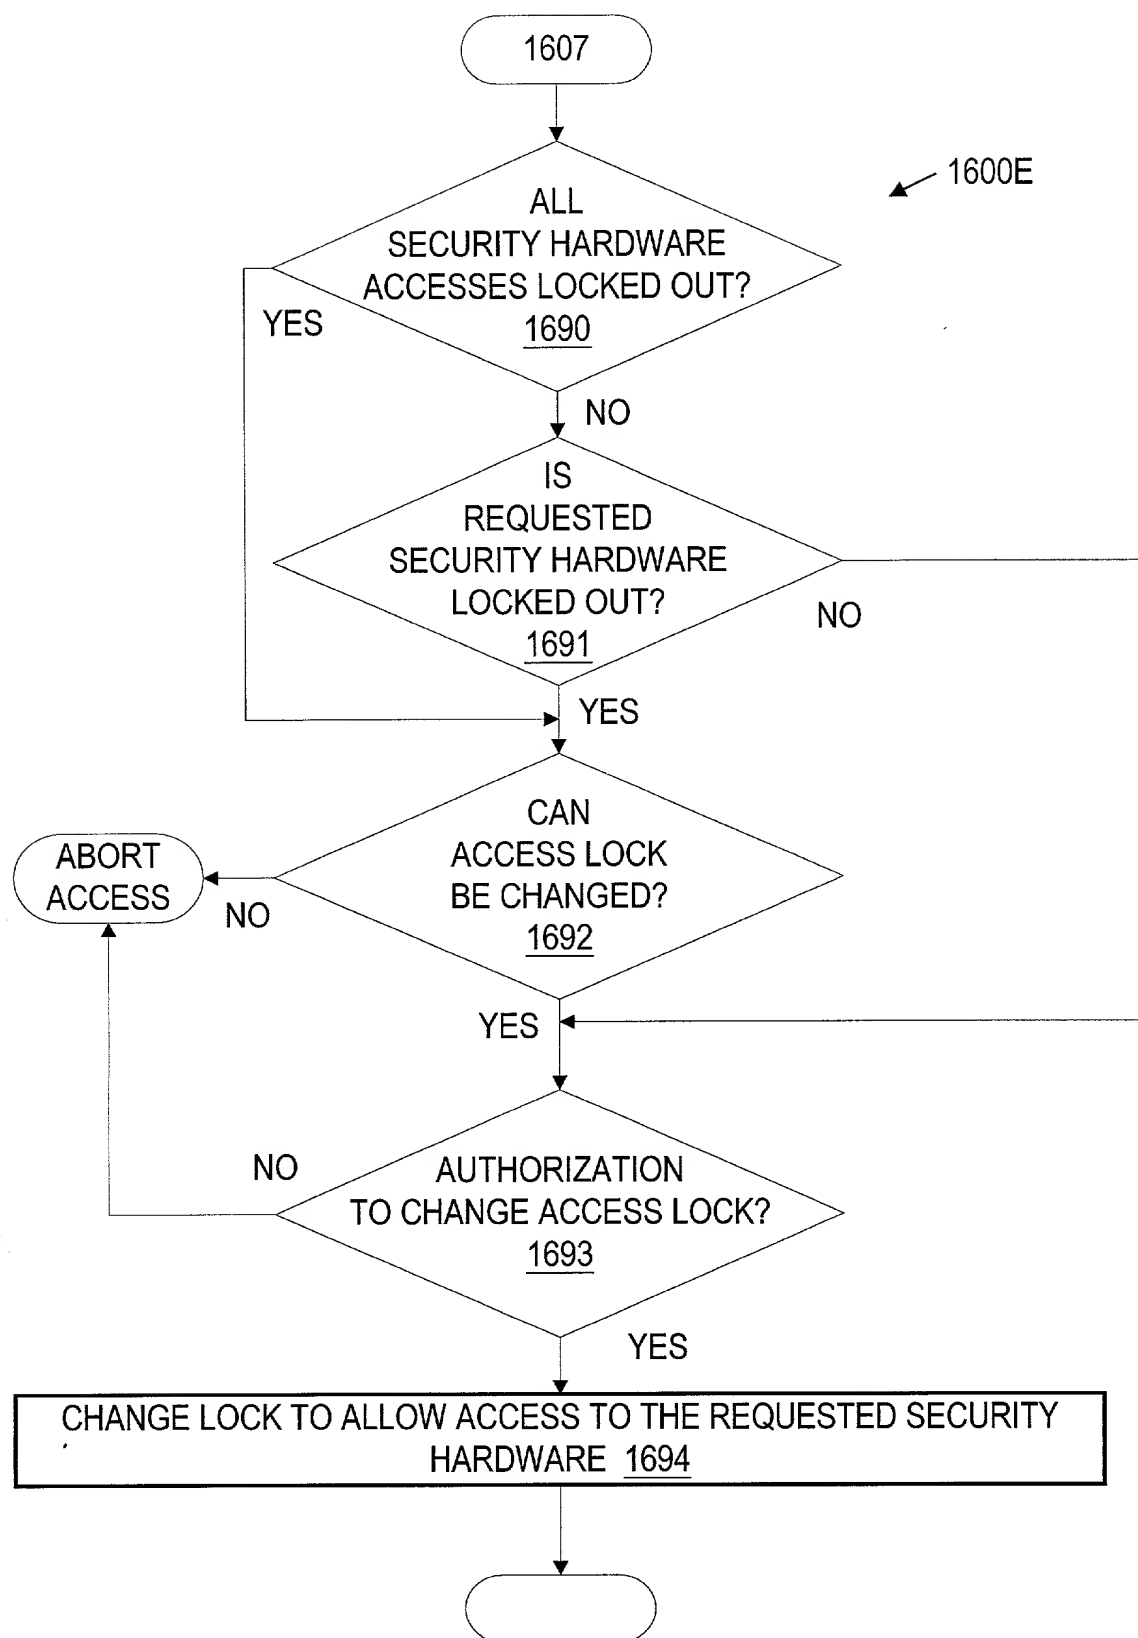 1607
1600E
ALL
SECURITY HARDWARE
ACCESSES LOCKED OUT?
1690
YES
NO
IS
REQUESTED
SECURITY HARDWARE
LOCKED OUT?
1691
NO
YES
CAN
ACCESS LOCK
BE CHANGED?
1692
ABORT
ACCESS
NO
YES
NO
AUTHORIZATION
TO CHANGE ACCESS LOCK?
1693
YES
CHANGE LOCK TO ALLOW ACCESS TO THE REQUESTED SECURITY
HARDWARE 1694